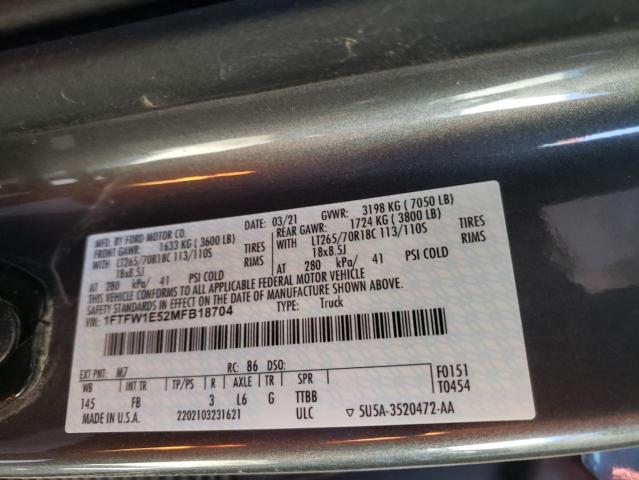 MFD. BY FORD MOTOR CO. DATE: 03/21 GVWR: 3198 KG ( 7050 LB)
FRONT GAWR: 1633 KG ( 3600 LB) REAR GAWR: 1724 KG ( 3800 LB)
WITH LT265/70R18C 113/110S TIRES WITH LT265/70R18C 113/110S TIRES
18x8.5J RIMS 18x8.5J RIMS
AT 280 kPa/ 41 PSI COLD AT 280 kPa/ 41 PSI COLD
THIS VEHICLE CONFORMS TO ALL APPLICABLE FEDERAL MOTOR VEHICLE
SAFETY STANDARDS IN EFFECT ON THE DATE OF MANUFACTURE SHOWN ABOVE.
VIN: 1FTFW1E52MFB18704 TYPE: Truck
EXT PNT: M7 RC: 86 DSO: F0151
WB INT TR TP/PS R AXLE TR SPR T0454
145 FB 3 L6 G TTBB
MADE IN U.S.A. 2202103231621 ULC ▽ 5U5A-3520472-AA